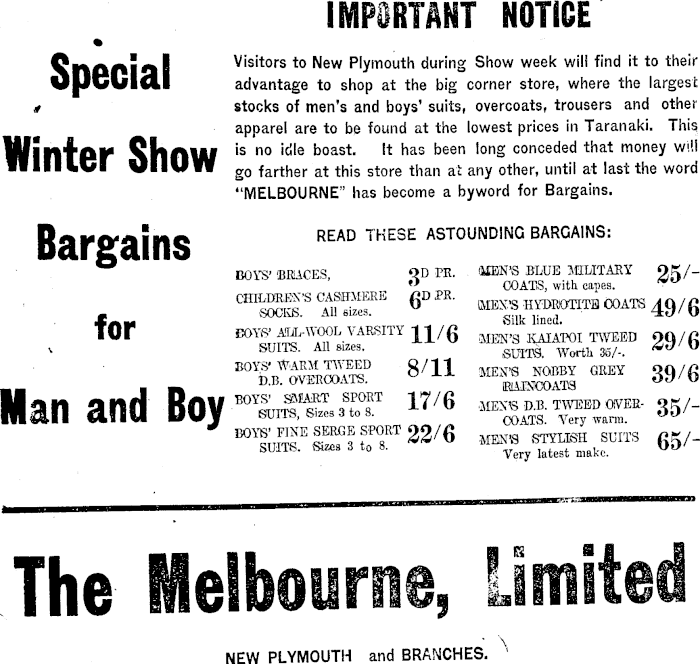 Special
Winter Show
Bargains
for
Man and Boy
IMPORTANT NOTICE
Visitors to New Plymouth during Show week will find it to their
advantage to shop at the big corner store, where the largest
stocks of men's and boys' suits, overcoats, trousers and other
apparel are to be found at the lowest prices in Taranaki. This
is no idle boast. It has been long conceded that money will
go farther at this store than at any other, until at last the word
"MELBOURNE" has become a byword for Bargains.
READ THESE ASTOUNDING BARGAINS:
BOYS' BRACES, 3D PR.
CHILDREN'S CASHMERE 6D PR.
SOCKS. All sizes.
BOYS' ALL-WOOL VARSITY 11/6
SUITS. All sizes.
BOYS' WARM TWEED 8/11
D.B. OVERCOATS.
BOYS' SMART SPORT 17/6
SUITS, Sizes 3 to 8.
BOYS' FINE SERGE SPORT 22/6
SUITS. Sizes 3 to 8.
MEN'S BLUE MILITARY 25/-
COATS, with capes.
MEN'S HYDROTITE COATS 49/6
Silk lined.
MEN'S KAIAPOI TWEED 29/6
SUITS. Worth 35/-.
MEN'S NOBBY GREY 39/6
RAINCOATS
MEN'S D.B. TWEED OVER- 35/-
COATS. Very warm.
MEN'S STYLISH SUITS 65/-
Very latest make.
The Melbourne, Limited
NEW PLYMOUTH and BRANCHES.